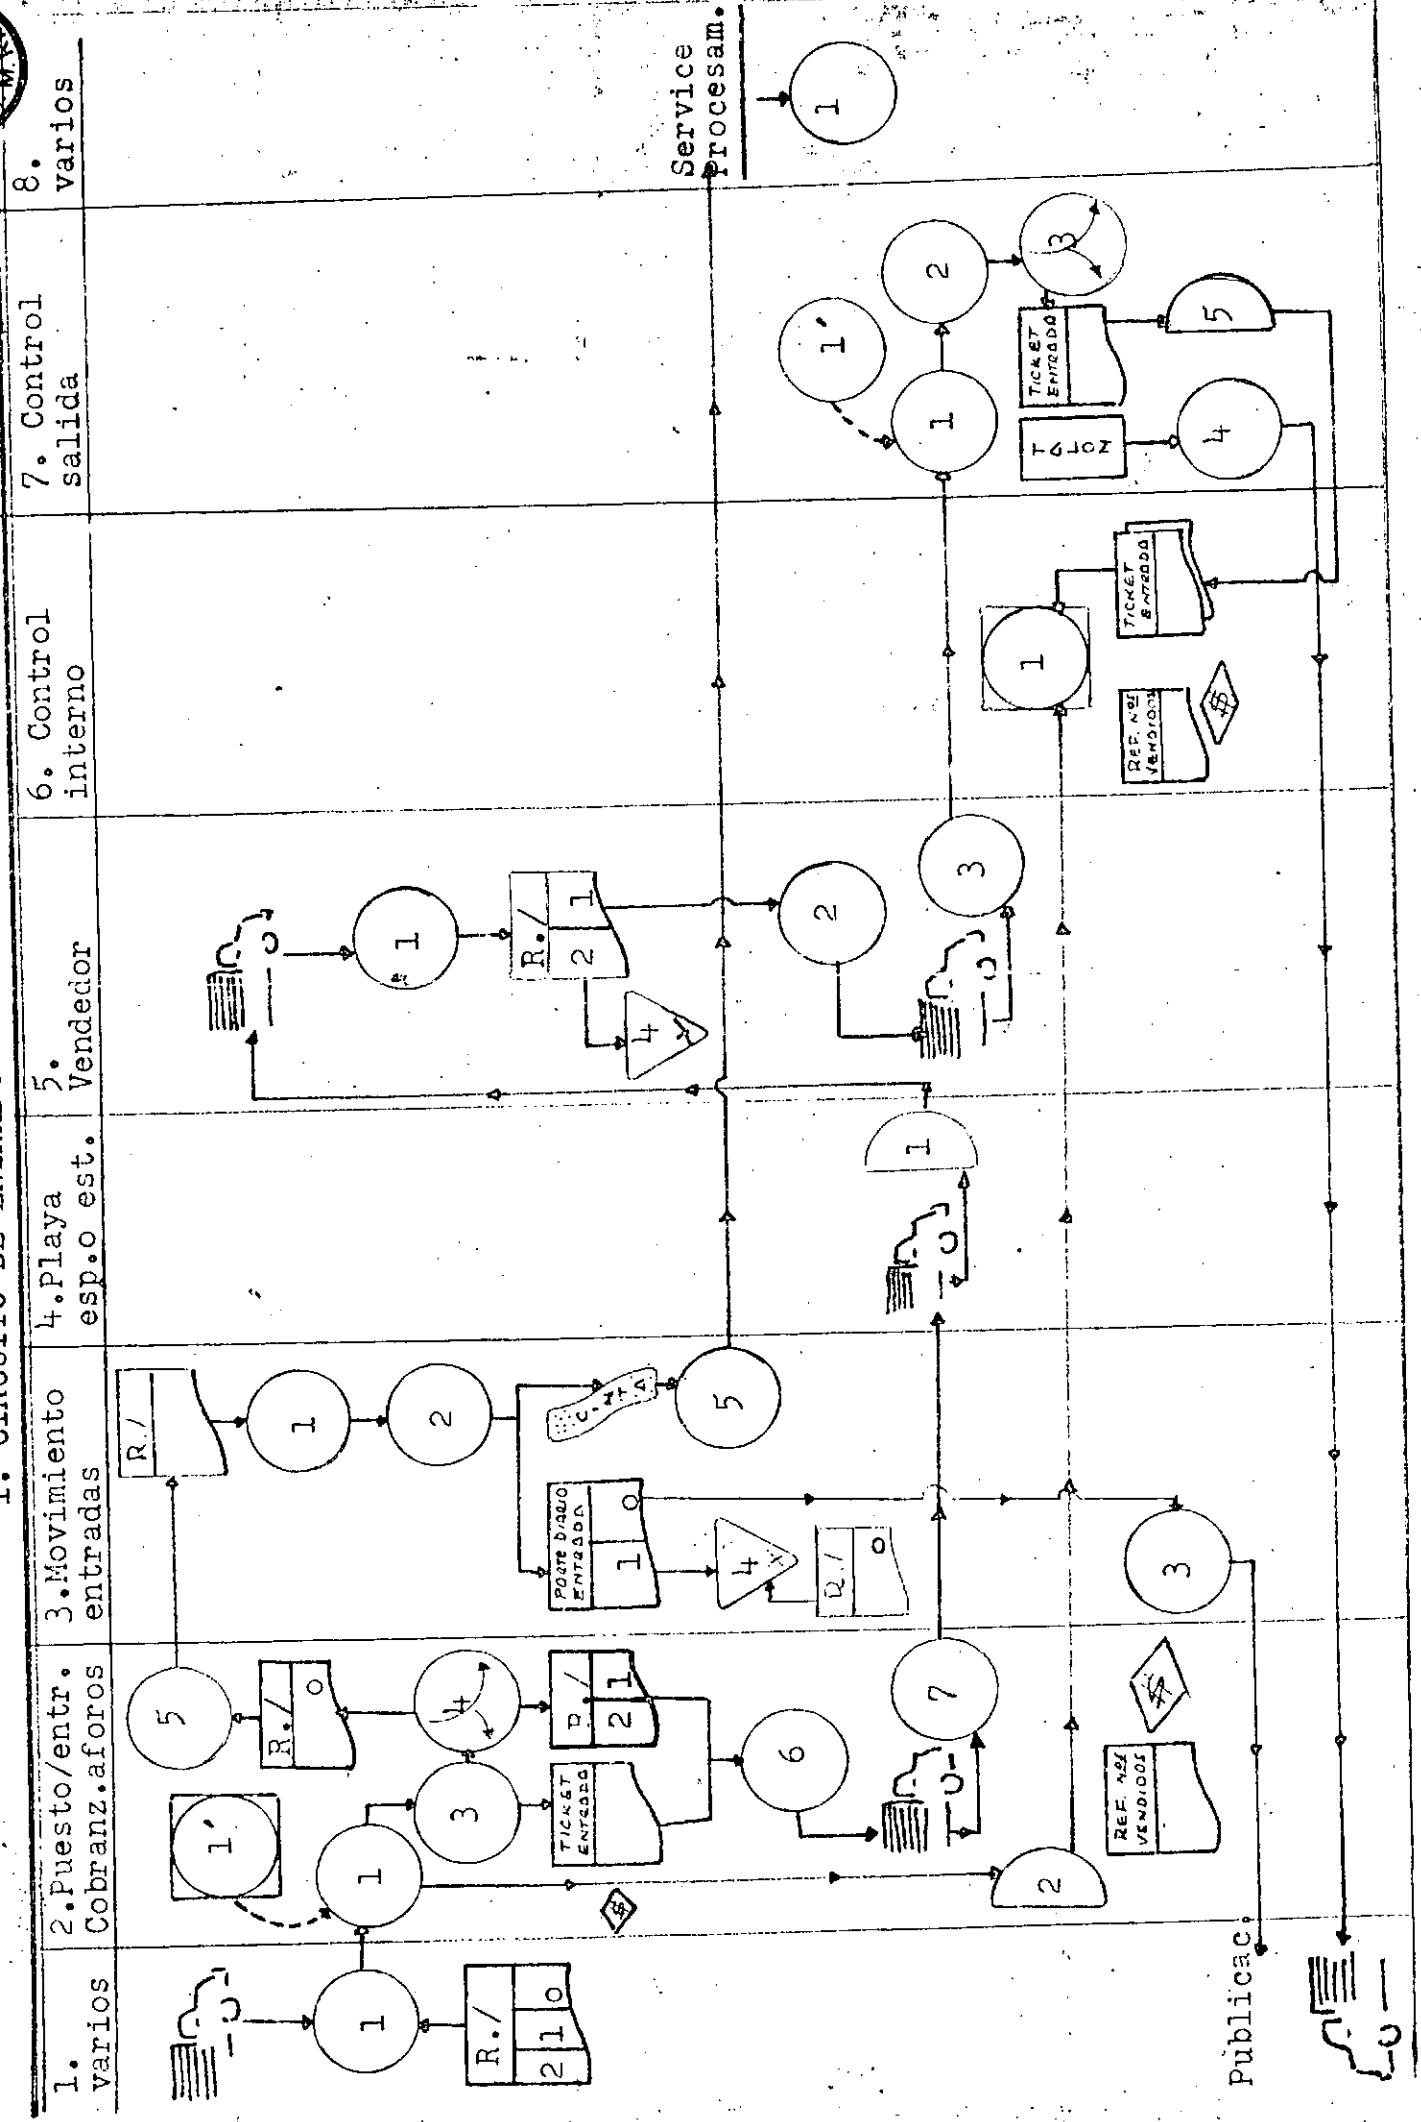 1.
varios
2.Puesto/entr.
Cobranz.aforos
3.Movimiento
entradas
4.Playa
esp.o est.
5.
Vendedor
6. Control
interno
7. Control
salida
8.
varios
1
R./
2 1 0
Publicac.
1'
1
5
R./
0
4
3
TICKET
ENTRADA
R./
2 1
6
$
7
2
REF. Nos
VENDIDOS
$
R./
1
2
PARTE DIARIO
ENTRADA
1 0
CINTA
5
4
R./
0
3
1
1
R./
2 1
4
2
3
1
TICKET
ENTRADA
REF. Nos
VENDIDOS
$
1'
1
2
3
TICKET
ENTRADA
5
4
Service
Procesam.
1